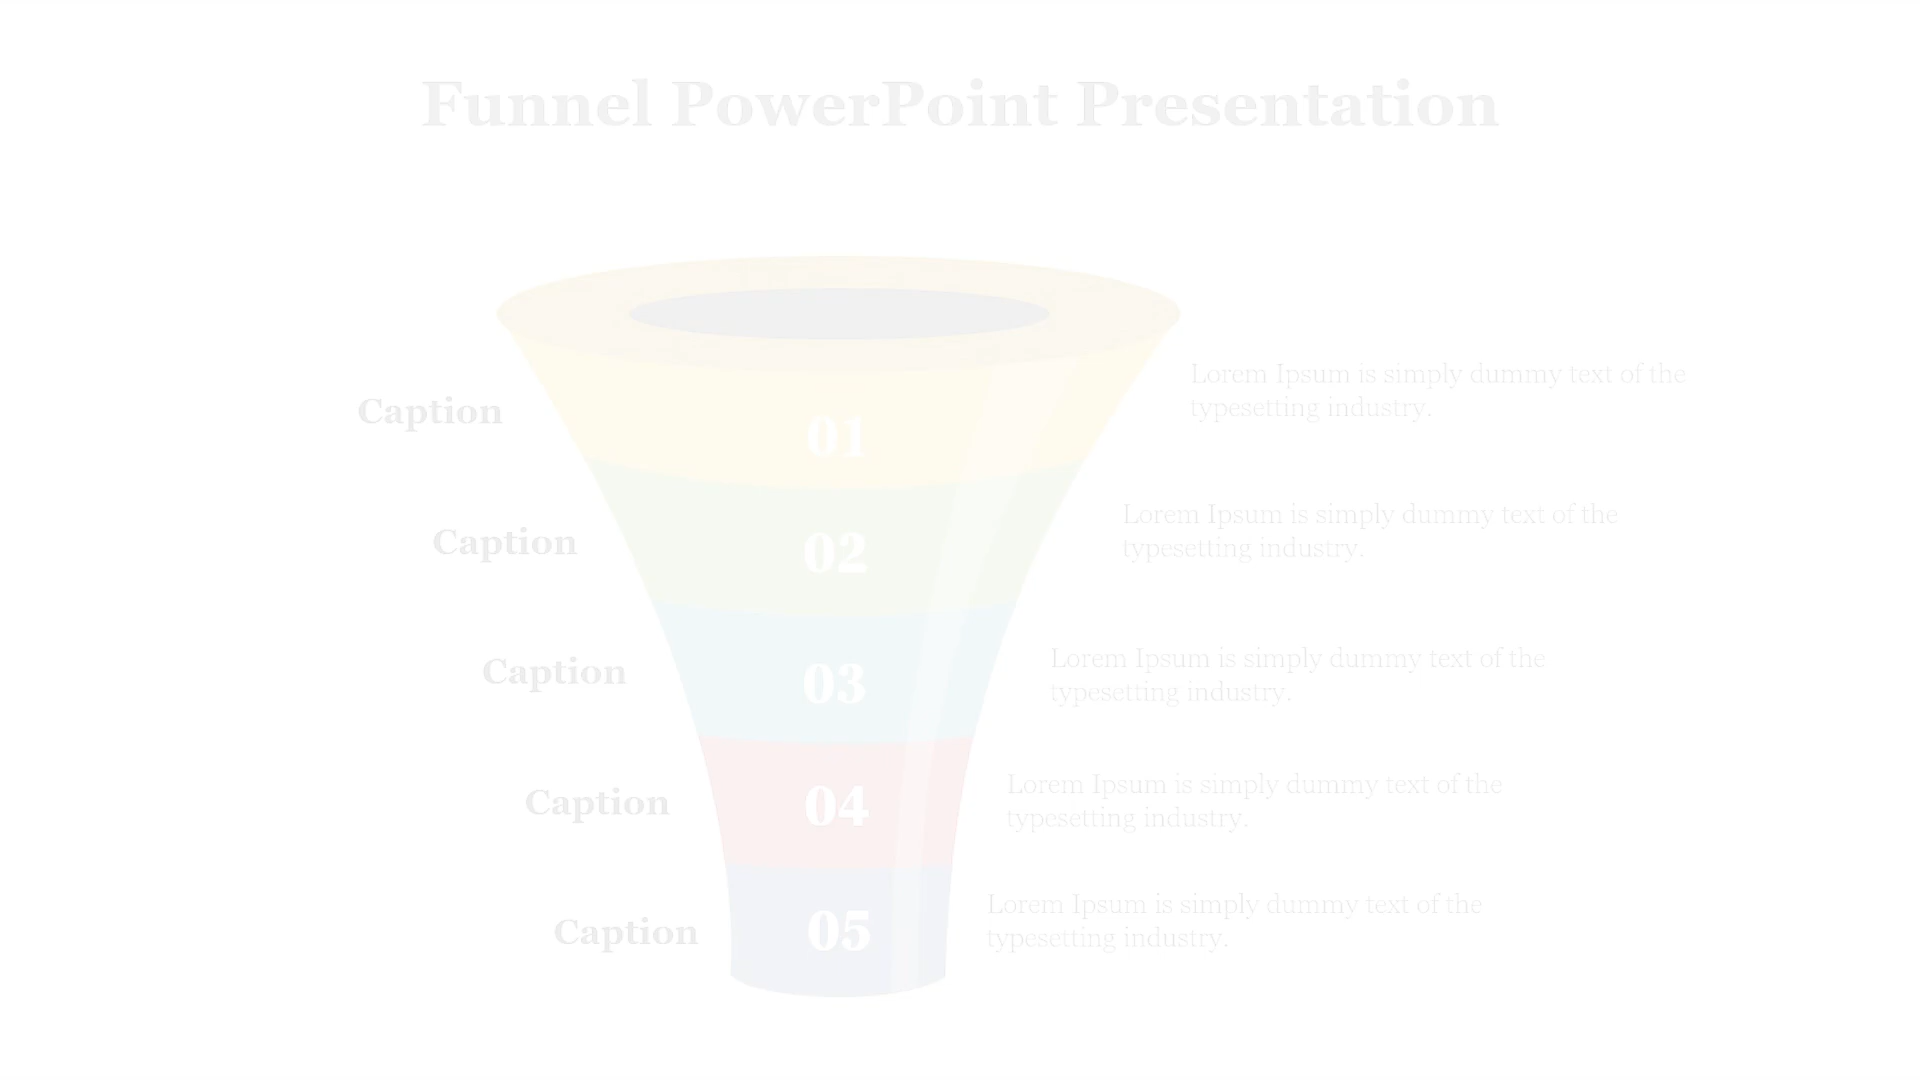 Funnel PowerPoint Presentation
Caption
01
Lorem Ipsum is simply dummy text of the
typesetting industry.
Caption
02
Lorem Ipsum is simply dummy text of the
typesetting industry.
Caption
03
Lorem Ipsum is simply dummy text of the
typesetting industry.
Caption
04
Lorem Ipsum is simply dummy text of the
typesetting industry.
Caption
05
Lorem Ipsum is simply dummy text of the
typesetting industry.